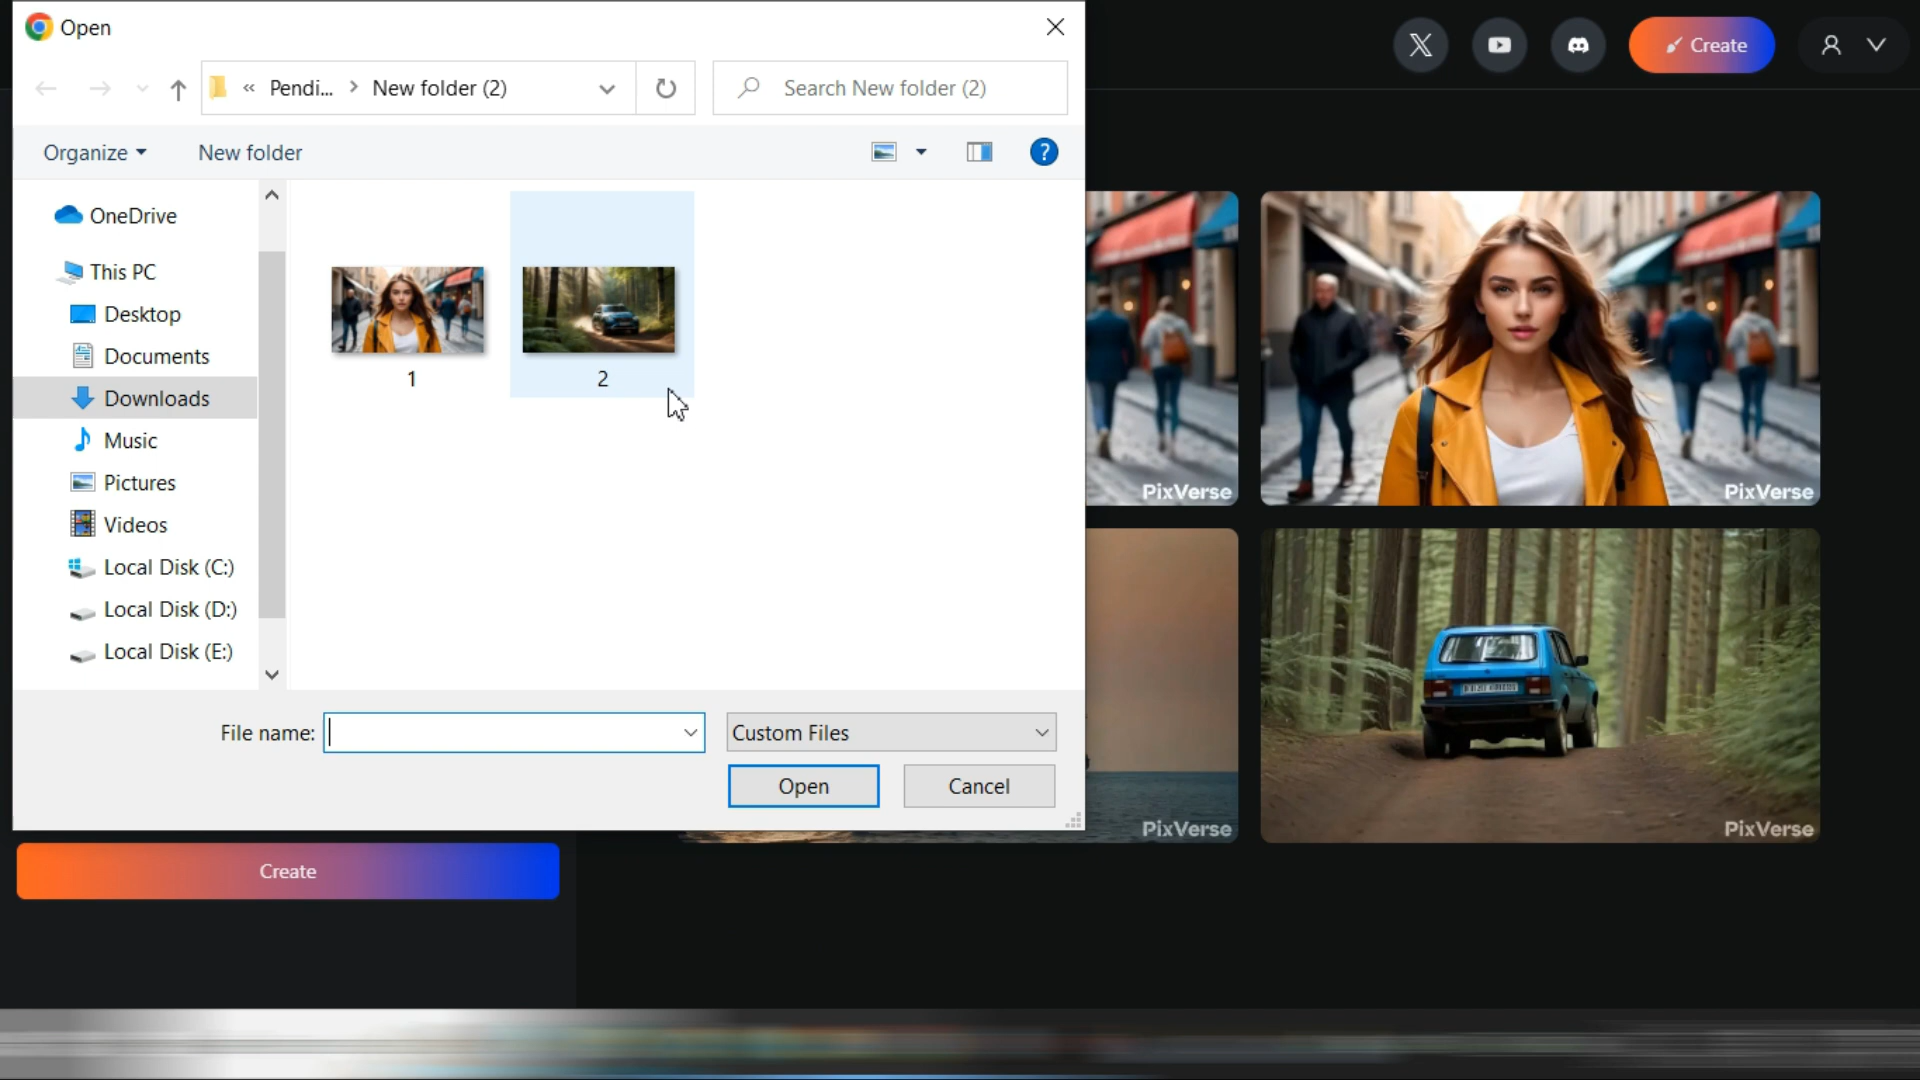 Open
« Pendi... > New folder (2)
Search New folder (2)
Organize
New folder
?
OneDrive
This PC
Desktop
Documents
Downloads
Music
Pictures
Videos
Local Disk (C:)
Local Disk (D:)
Local Disk (E:)
1
2
File name:
Custom Files
Open
Cancel
Create
Create
PixVerse
PixVerse
PixVerse
PixVerse